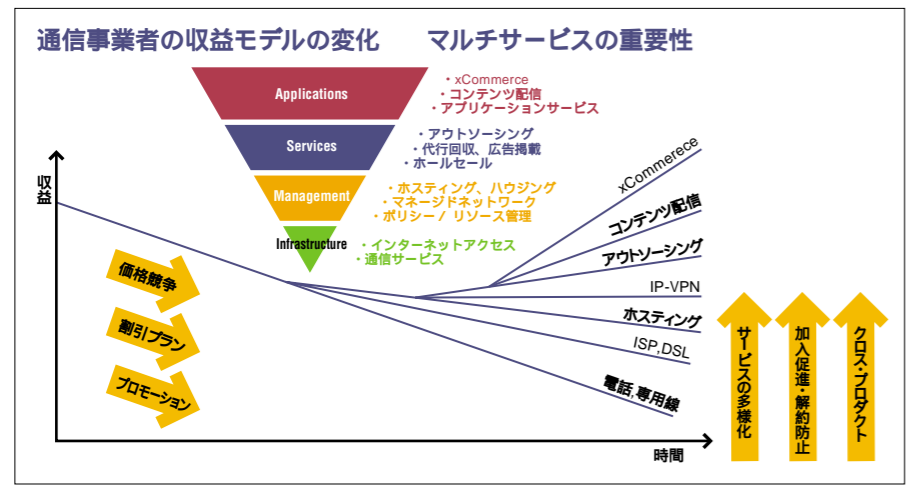 通信事業者の収益モデルの変化 マルチサービスの重要性
Applications
・xCommerce
・コンテンツ配信
・アプリケーションサービス
Services
・アウトソーシング
・代行回収、広告掲載
・ホールセール
Management
・ホスティング、ハウジング
・マネージドネットワーク
・ポリシー / リソース管理
Infrastructure
・インターネットアクセス
・通信サービス
収益
価格競争
割引プラン
プロモーション
xCommerece
コンテンツ配信
アウトソーシング
IP-VPN
ホスティング
ISP,DSL
電話,専用線
時間
サービスの多様化
加入促進・解約防止
クロス・プロダクト